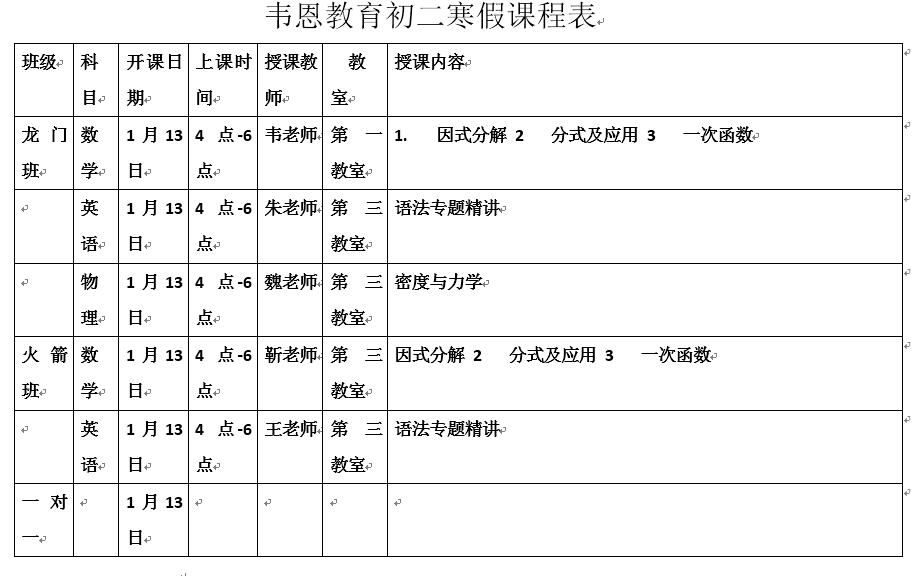 韦恩教育初二寒假课程表
班级 科目 开课日期 上课时间 授课教师 教室 授课内容
龙门班 数学 1月13日 4点-6点 韦老师 第一教室 1. 因式分解 2 分式及应用 3 一次函数
英语 1月13日 4点-6点 朱老师 第三教室 语法专题精讲
物理 1月13日 4点-6点 魏老师 第三教室 密度与力学
火箭班 数学 1月13日 4点-6点 靳老师 第三教室 因式分解 2 分式及应用 3 一次函数
英语 1月13日 4点-6点 王老师 第三教室 语法专题精讲
一对一 1月13日